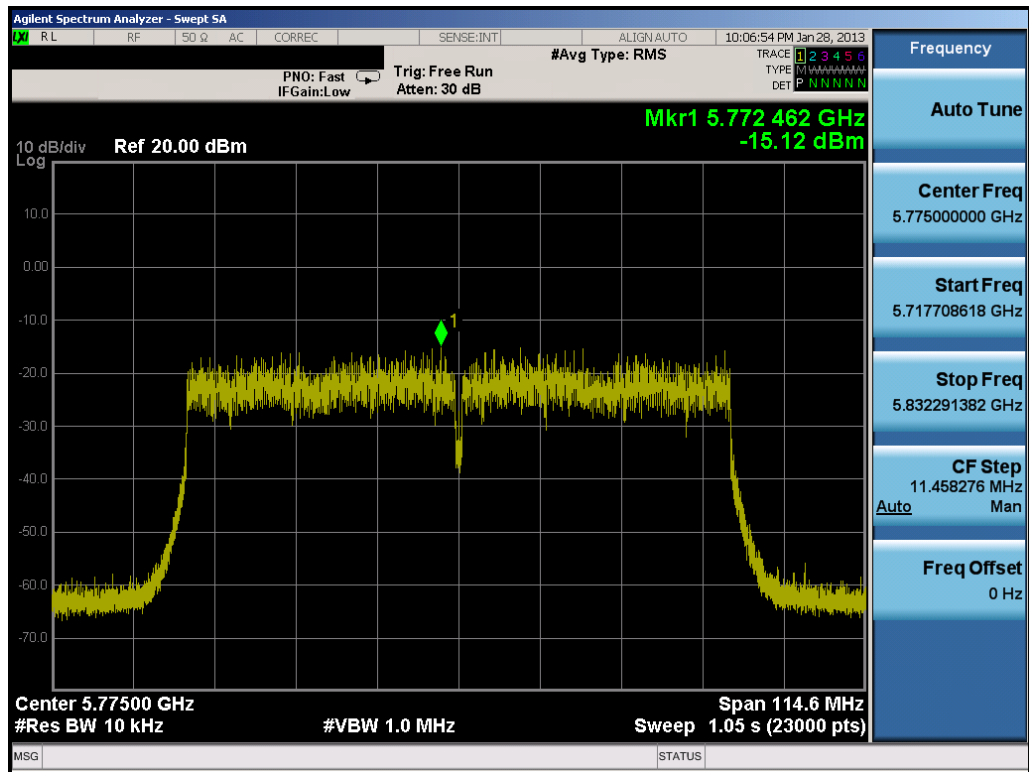 Agilent Spectrum Analyzer - Swept SA
LXI RL RF 50 Ω AC CORREC SENSE:INT ALIGN AUTO 10:06:54 PM Jan 28, 2013
PNO: Fast
IFGain:Low
Trig: Free Run
Atten: 30 dB
#Avg Type: RMS
TRACE 1 2 3 4 5 6
TYPE M
DET P N N N N N
Mkr1 5.772 462 GHz
-15.12 dBm
10 dB/div
Log
Ref 20.00 dBm
10.0
0.00
-10.0
-20.0
-30.0
-40.0
-50.0
-60.0
-70.0
1
Center 5.77500 GHz
#Res BW 10 kHz
#VBW 1.0 MHz
Span 114.6 MHz
Sweep 1.05 s (23000 pts)
MSG
STATUS
Frequency
Auto Tune
Center Freq
5.775000000 GHz
Start Freq
5.717708618 GHz
Stop Freq
5.832291382 GHz
CF Step
11.458276 MHz
Auto Man
Freq Offset
0 Hz